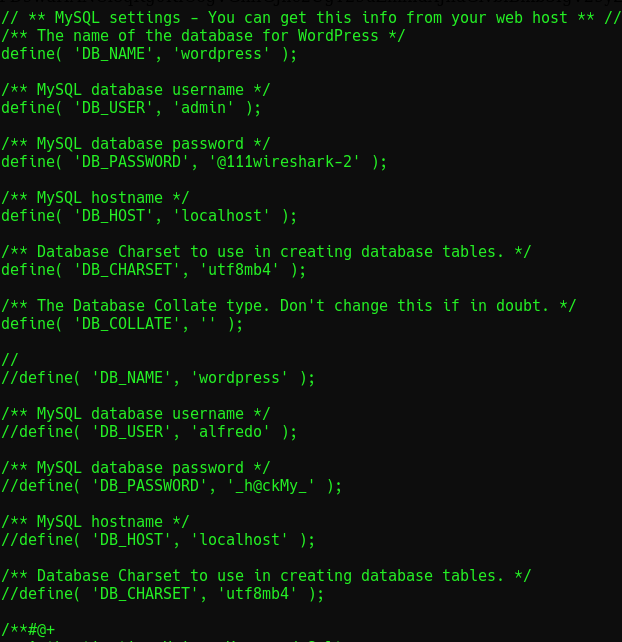 // ** MySQL settings - You can get this info from your web host ** //
/** The name of the database for WordPress */
define( 'DB_NAME', 'wordpress' );
/** MySQL database username */
define( 'DB_USER', 'admin' );
/** MySQL database password */
define( 'DB_PASSWORD', '@111wireshark-2' );
/** MySQL hostname */
define( 'DB_HOST', 'localhost' );
/** Database Charset to use in creating database tables. */
define( 'DB_CHARSET', 'utf8mb4' );
/** The Database Collate type. Don't change this if in doubt. */
define( 'DB_COLLATE', '' );
//
//define( 'DB_NAME', 'wordpress' );
/** MySQL database username */
//define( 'DB_USER', 'alfredo' );
/** MySQL database password */
//define( 'DB_PASSWORD', '_h@ckMy_' );
/** MySQL hostname */
//define( 'DB_HOST', 'localhost' );
/** Database Charset to use in creating database tables. */
//define( 'DB_CHARSET', 'utf8mb4' );
/**#@+